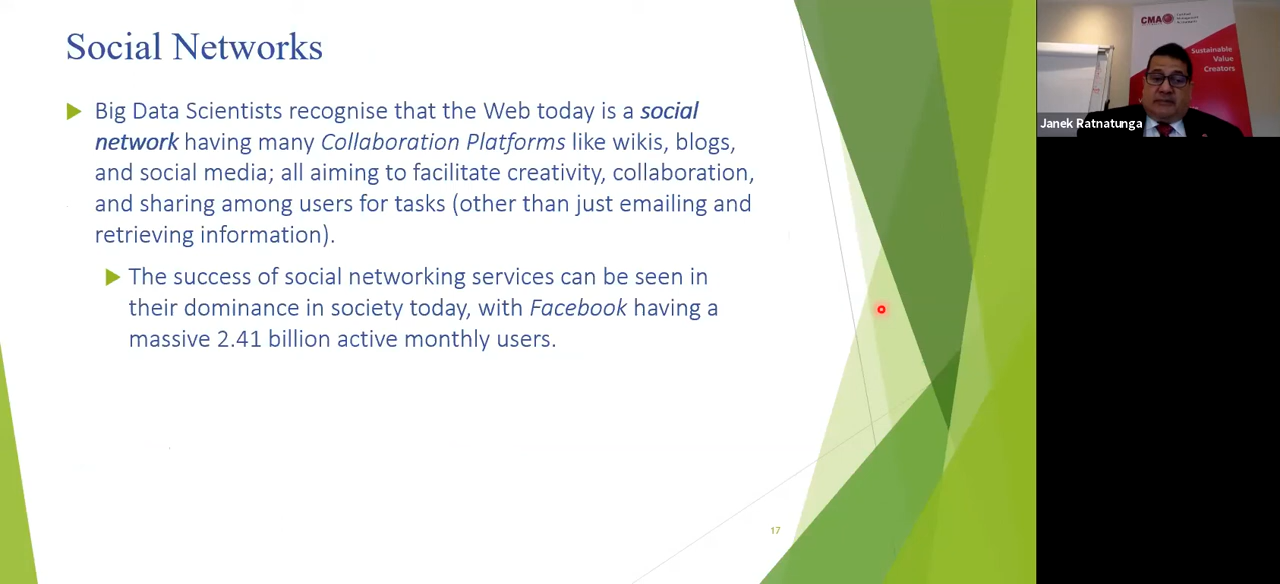 Social Networks
Big Data Scientists recognise that the Web today is a social
network having many Collaboration Platforms like wikis, blogs,
and social media; all aiming to facilitate creativity, collaboration,
and sharing among users for tasks (other than just emailing and
retrieving information).
The success of social networking services can be seen in
their dominance in society today, with Facebook having a
massive 2.41 billion active monthly users.
17
CMA
Sustainable
Value
Creators
Janek Ratnatunga